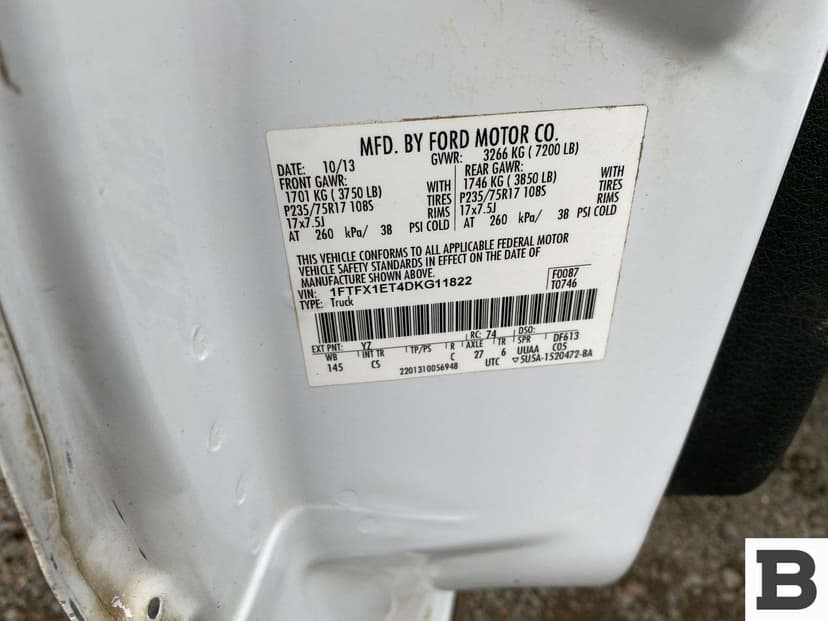 MFD. BY FORD MOTOR CO.
DATE: 10/13 GVWR: 3266 KG ( 7200 LB)
FRONT GAWR: REAR GAWR:
1701 KG ( 3750 LB) WITH 1746 KG ( 3850 LB) WITH
P235/75R17 108S TIRES P235/75R17 108S TIRES
17x7.5J RIMS 17x7.5J RIMS
AT 260 kPa/ 38 PSI COLD AT 260 kPa/ 38 PSI COLD
THIS VEHICLE CONFORMS TO ALL APPLICABLE FEDERAL MOTOR
VEHICLE SAFETY STANDARDS IN EFFECT ON THE DATE OF
MANUFACTURE SHOWN ABOVE.
VIN: 1FTFX1ET4DKG11822 F0087
TYPE: Truck T0746
EXT PNT: YZ RC: 74 DSO: DF613
WB INT TR TP/PS R AXLE TR SPR C05
145 CS C 27 6 UUAA
2201310056948 UTC ▽5U5A-1520472-BA
B